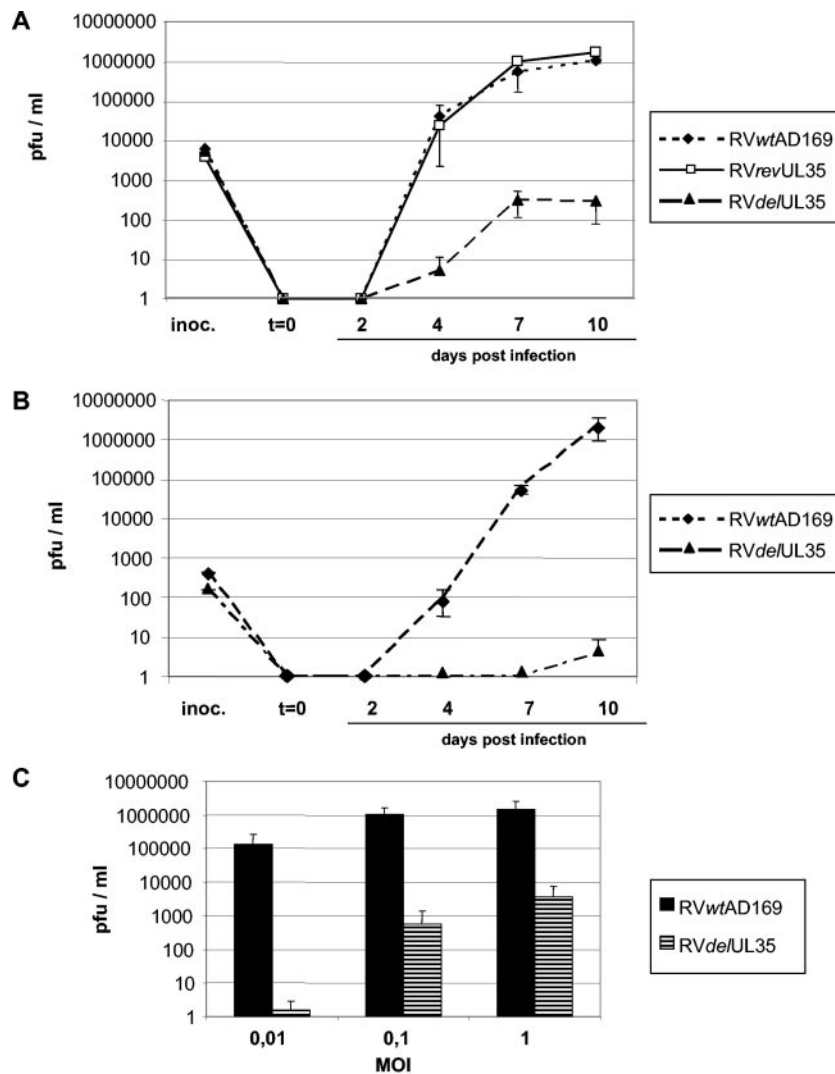 A
pfu / ml
10000000
1000000
100000
10000
1000
100
10
1
inoc.
t=0
2
4
7
10
days post infection
RVwtAD169
RVrevUL35
RVdelUL35
B
pfu / ml
10000000
1000000
100000
10000
1000
100
10
1
inoc.
t=0
2
4
7
10
days post infection
RVwtAD169
RVdelUL35
C
pfu / ml
10000000
1000000
100000
10000
1000
100
10
1
0,01
0,1
1
MOI
RVwtAD169
RVdelUL35